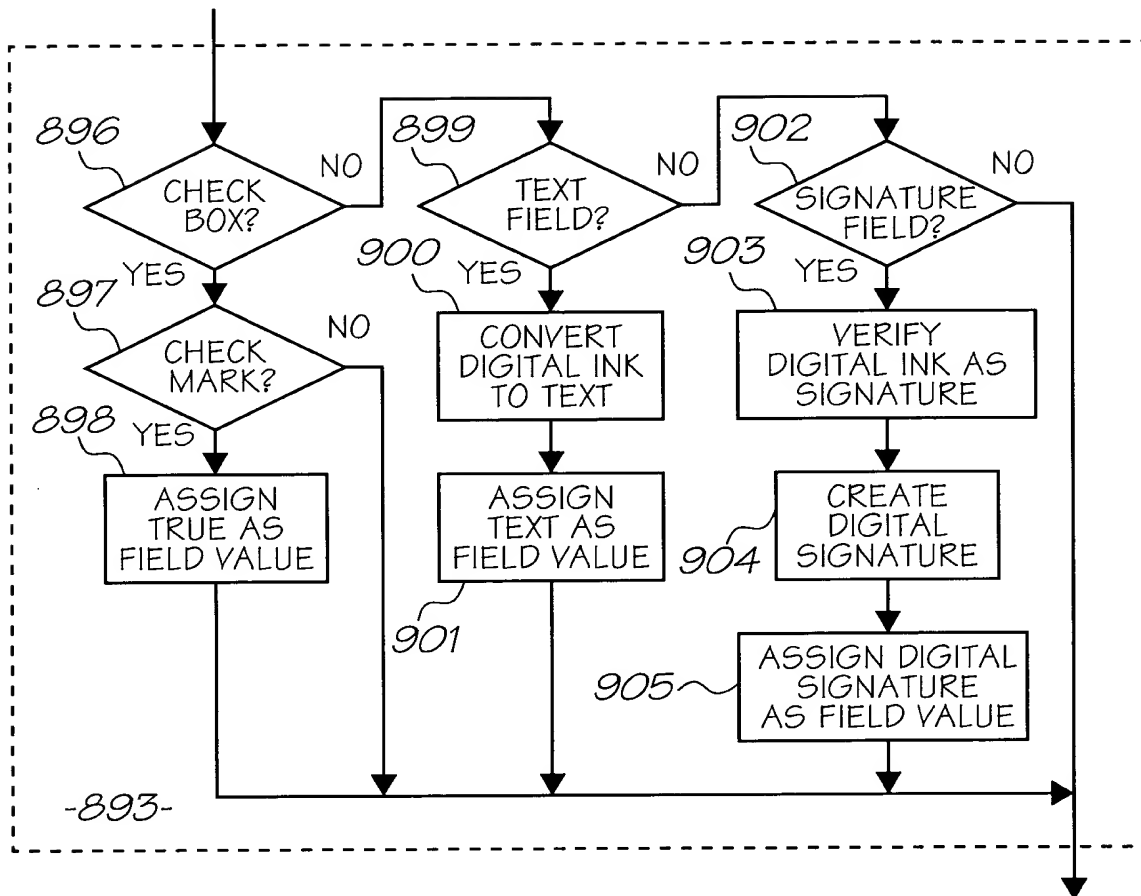 896
CHECK
BOX?
NO
YES
897
CHECK
MARK?
NO
YES
898
ASSIGN
TRUE AS
FIELD VALUE
899
TEXT
FIELD?
NO
YES
900
CONVERT
DIGITAL INK
TO TEXT
ASSIGN
TEXT AS
FIELD VALUE
901
902
SIGNATURE
FIELD?
NO
YES
903
VERIFY
DIGITAL INK AS
SIGNATURE
CREATE
DIGITAL
SIGNATURE
904
ASSIGN DIGITAL
SIGNATURE
AS FIELD VALUE
905
-893-